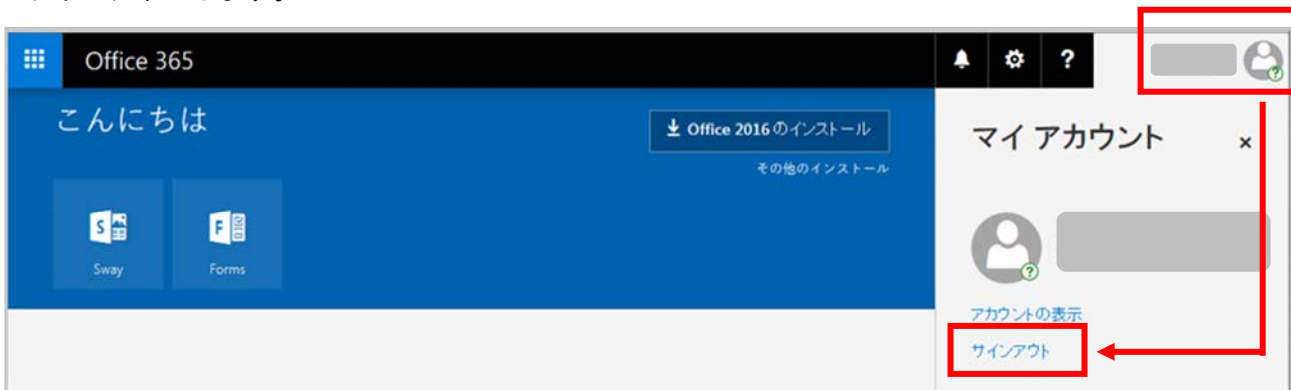 Office 365
?
こんにちは
Office 2016 のインストール
その他のインストール
マイ アカウント
×
S
Sway
F
Forms
?
アカウントの表示
サインアウト